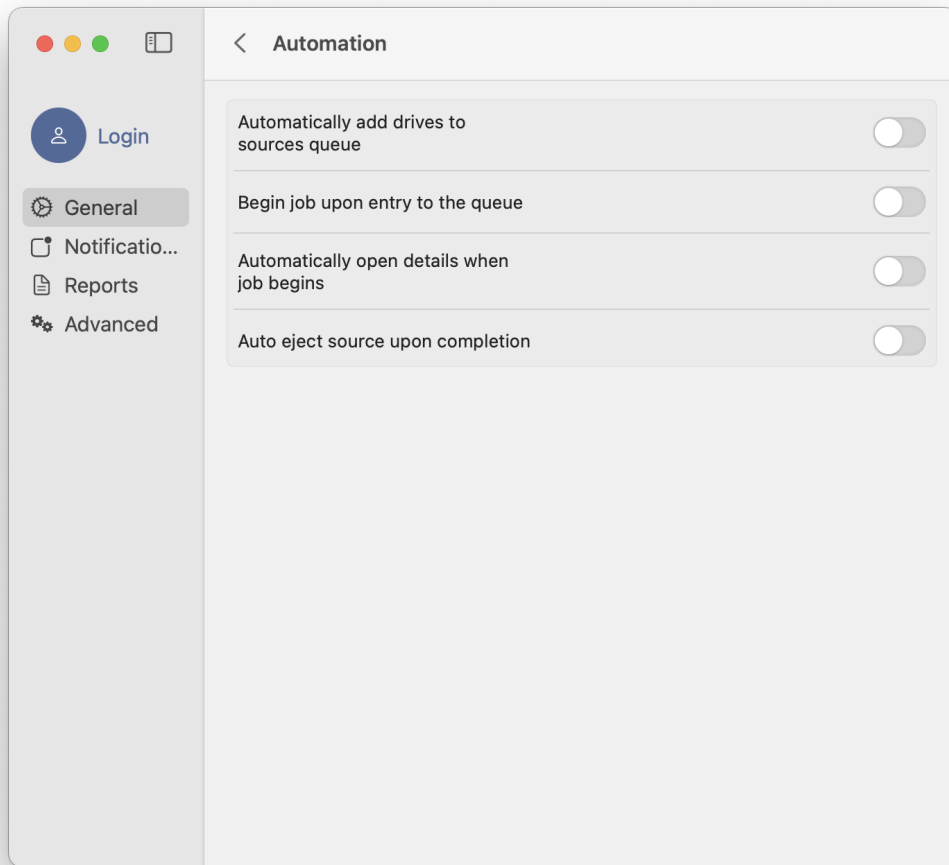 Automation
Login
General
Notificatio...
Reports
Advanced
Automatically add drives to
sources queue
Begin job upon entry to the queue
Automatically open details when
job begins
Auto eject source upon completion